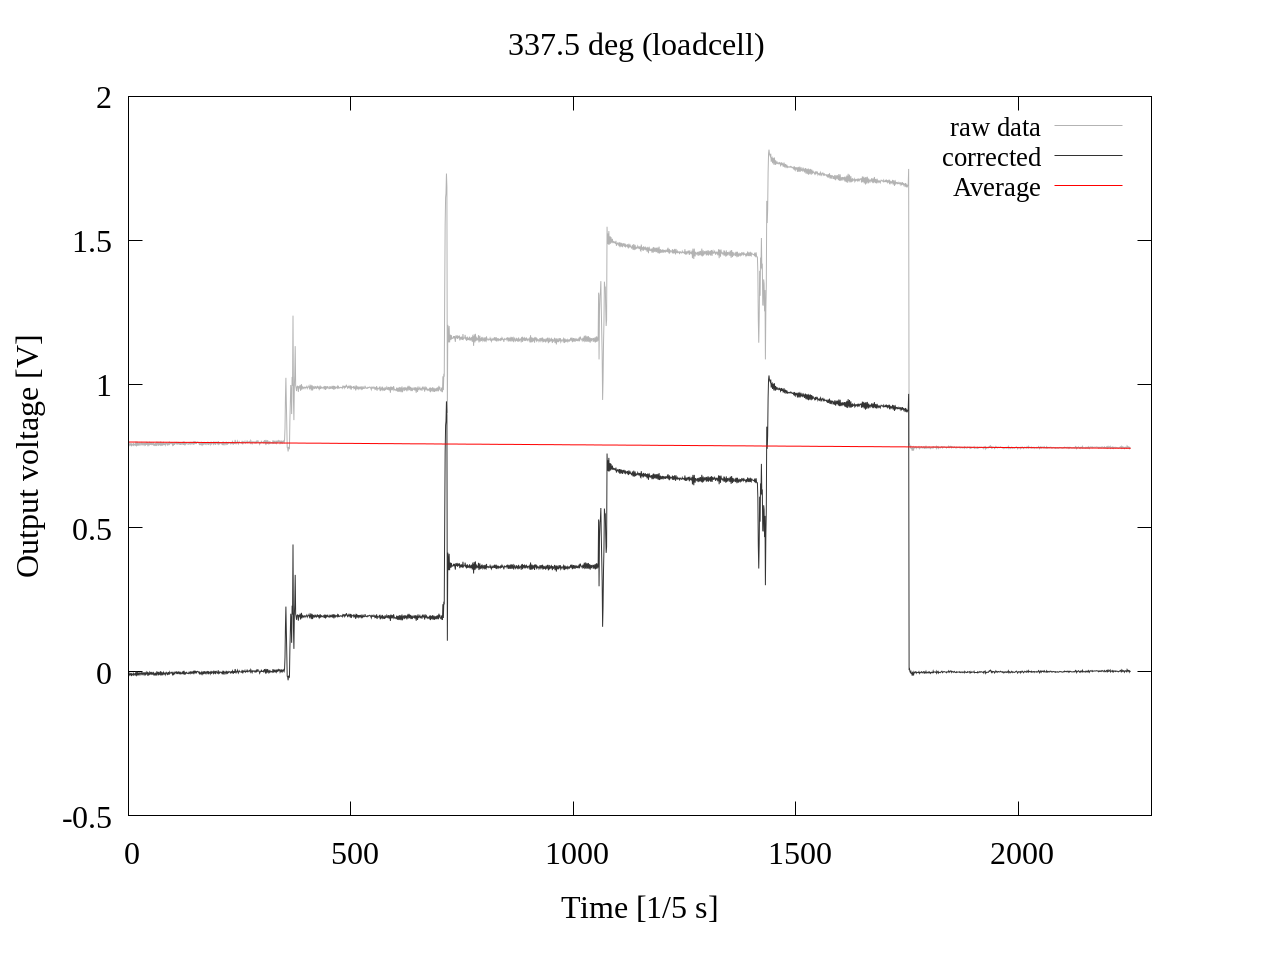 337.5 deg (loadcell)
2
1.5
1
0.5
0
-0.5
raw data
corrected
Average
Output voltage [V]
0 500 1000 1500 2000
Time [1/5 s]